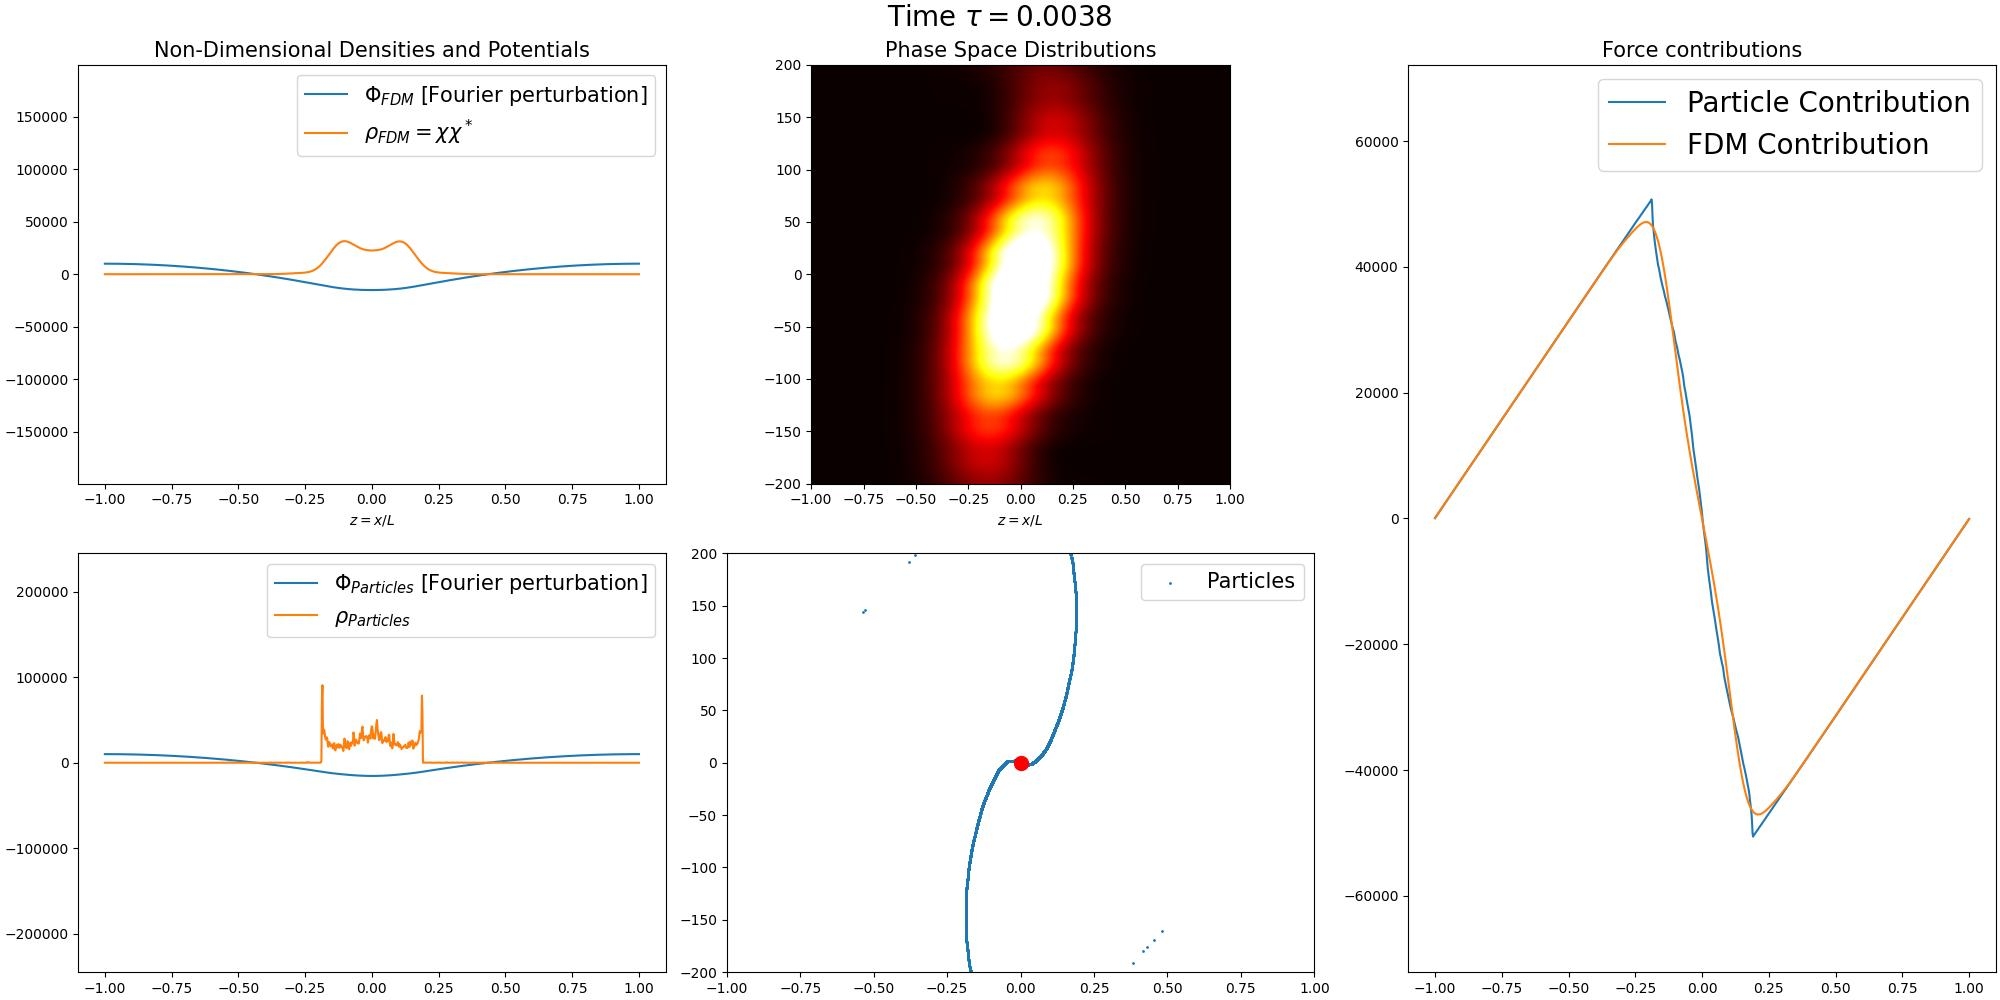 Time τ = 0.0038
Non-Dimensional Densities and Potentials
Φ_FDM [Fourier perturbation]
ρ_FDM = χχ*
150000
100000
50000
0
−50000
−100000
−150000
−1.00 −0.75 −0.50 −0.25 0.00 0.25 0.50 0.75 1.00
z = x/L
Phase Space Distributions
200
150
100
50
0
−50
−100
−150
−200
−1.00 −0.75 −0.50 −0.25 0.00 0.25 0.50 0.75 1.00
z = x/L
Force contributions
Particle Contribution
FDM Contribution
60000
40000
20000
0
−20000
−40000
−60000
−1.00 −0.75 −0.50 −0.25 0.00 0.25 0.50 0.75 1.00
Φ_Particles [Fourier perturbation]
ρ_Particles
200000
100000
0
−100000
−200000
−1.00 −0.75 −0.50 −0.25 0.00 0.25 0.50 0.75 1.00
Particles
200
150
100
50
0
−50
−100
−150
−200
−1.00 −0.75 −0.50 −0.25 0.00 0.25 0.50 0.75 1.00